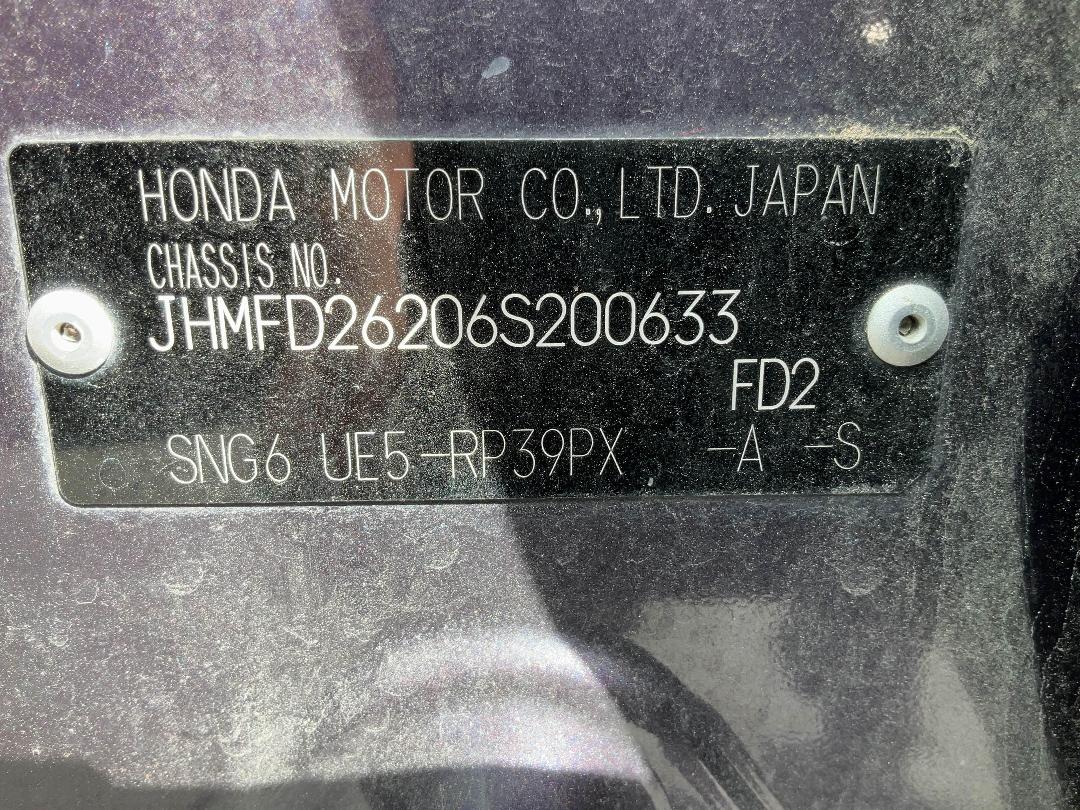 HONDA MOTOR CO., LTD. JAPAN
CHASSIS NO.
JHMFD26206S200633
FD2
SNG6 UE5-RP39PX -A -S